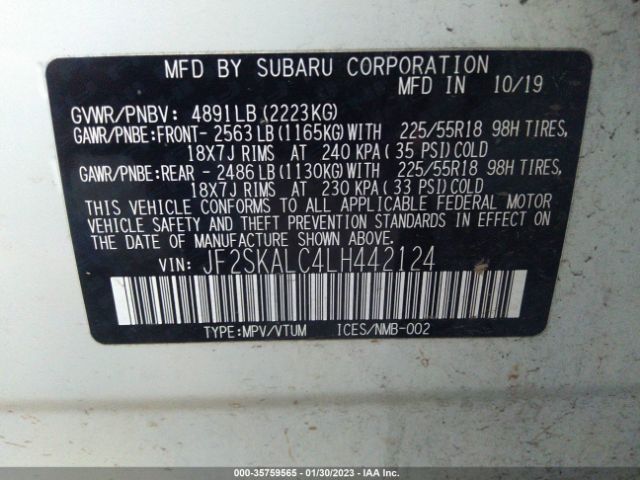 MFD BY SUBARU CORPORATION
MFD IN 10/19
GVWR/PNBV: 4891LB (2223KG)
GAWR/PNBE:FRONT- 2563 LB (1165KG) WITH 225/55R18 98H TIRES,
18X7J RIMS AT 240 KPA (35 PSI) COLD
GAWR/PNBE:REAR - 2486 LB (1130KG) WITH 225/55R18 98H TIRES,
18X7J RIMS AT 230 KPA (33 PSI) COLD
THIS VEHICLE CONFORMS TO ALL APPLICABLE FEDERAL MOTOR
VEHICLE SAFETY AND THEFT PREVENTION STANDARDS IN EFFECT ON
THE DATE OF MANUFACTURE SHOWN ABOVE.
VIN: JF2SKALC4LH442124
TYPE:MPV/VTUM ICES/NMB-002
000-35759565 - 01/30/2023 - IAA Inc.